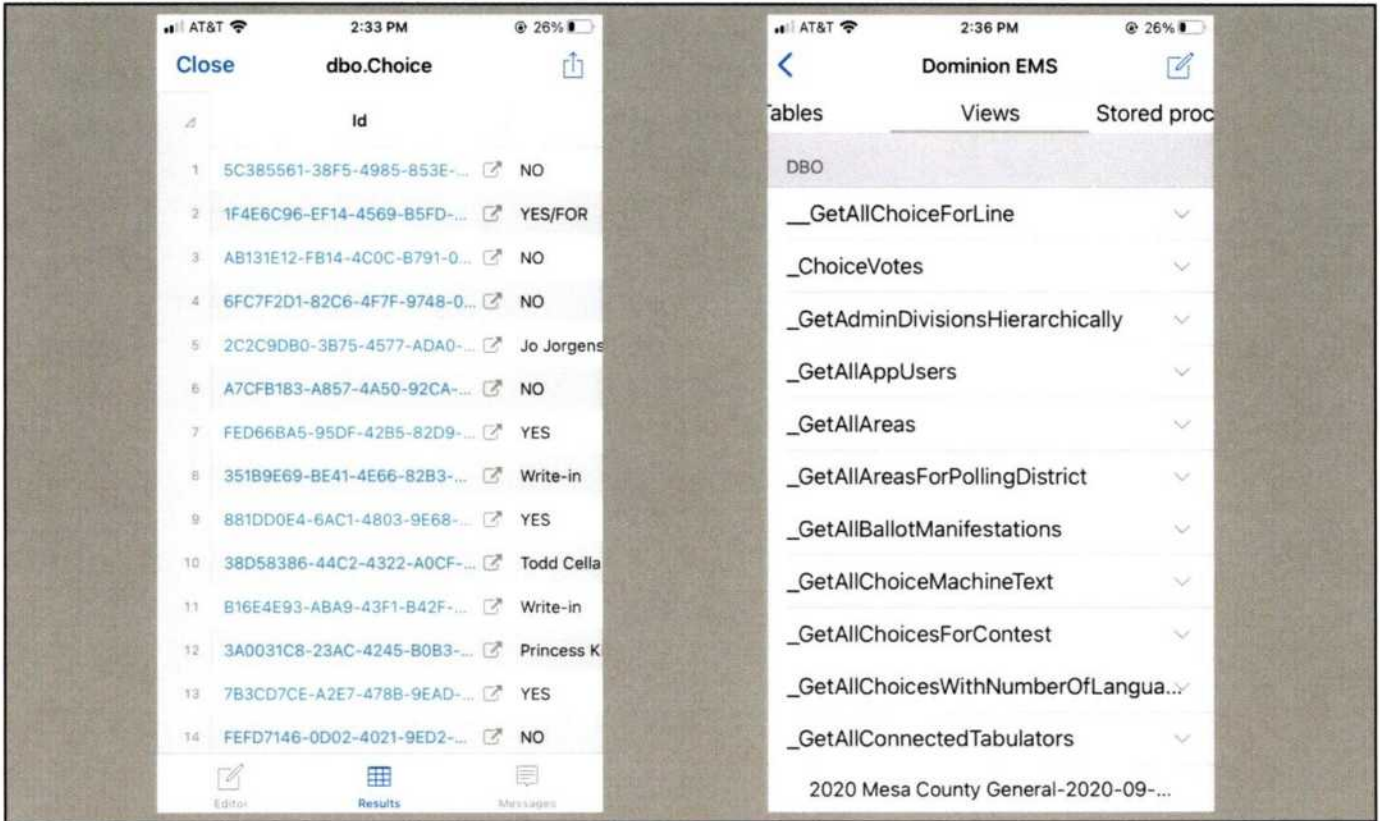 AT&T 2:33 PM 26%
Close dbo.Choice
Id
1 5C385561-38F5-4985-853E-... NO
2 1F4E6C96-EF14-4569-B5FD-... YES/FOR
3 AB131E12-FB14-4C0C-B791-0... NO
4 6FC7F2D1-82C6-4F7F-9748-0... NO
5 2C2C9DB0-3B75-4577-ADA0-... Jo Jorgens
6 A7CFB183-A857-4A50-92CA-... NO
7 FED66BA5-95DF-42B5-82D9-... YES
8 351B9E69-BE41-4E66-82B3-... Write-in
9 881DD0E4-6AC1-4803-9E68-... YES
10 38D58386-44C2-4322-A0CF-... Todd Cella
11 B16E4E93-ABA9-43F1-B42F-... Write-in
12 3A0031C8-23AC-4245-B0B3-... Princess K
13 7B3CD7CE-A2E7-478B-9EAD-... YES
14 FEFD7146-0D02-4021-9ED2-... NO
Editor Results Messages
AT&T 2:36 PM 26%
Dominion EMS
Tables Views Stored proc
DBO
__GetAllChoiceForLine
_ChoiceVotes
_GetAdminDivisionsHierarchically
_GetAllAppUsers
_GetAllAreas
_GetAllAreasForPollingDistrict
_GetAllBallotManifestations
_GetAllChoiceMachineText
_GetAllChoicesForContest
_GetAllChoicesWithNumberOfLangua...
_GetAllConnectedTabulators
2020 Mesa County General-2020-09-...